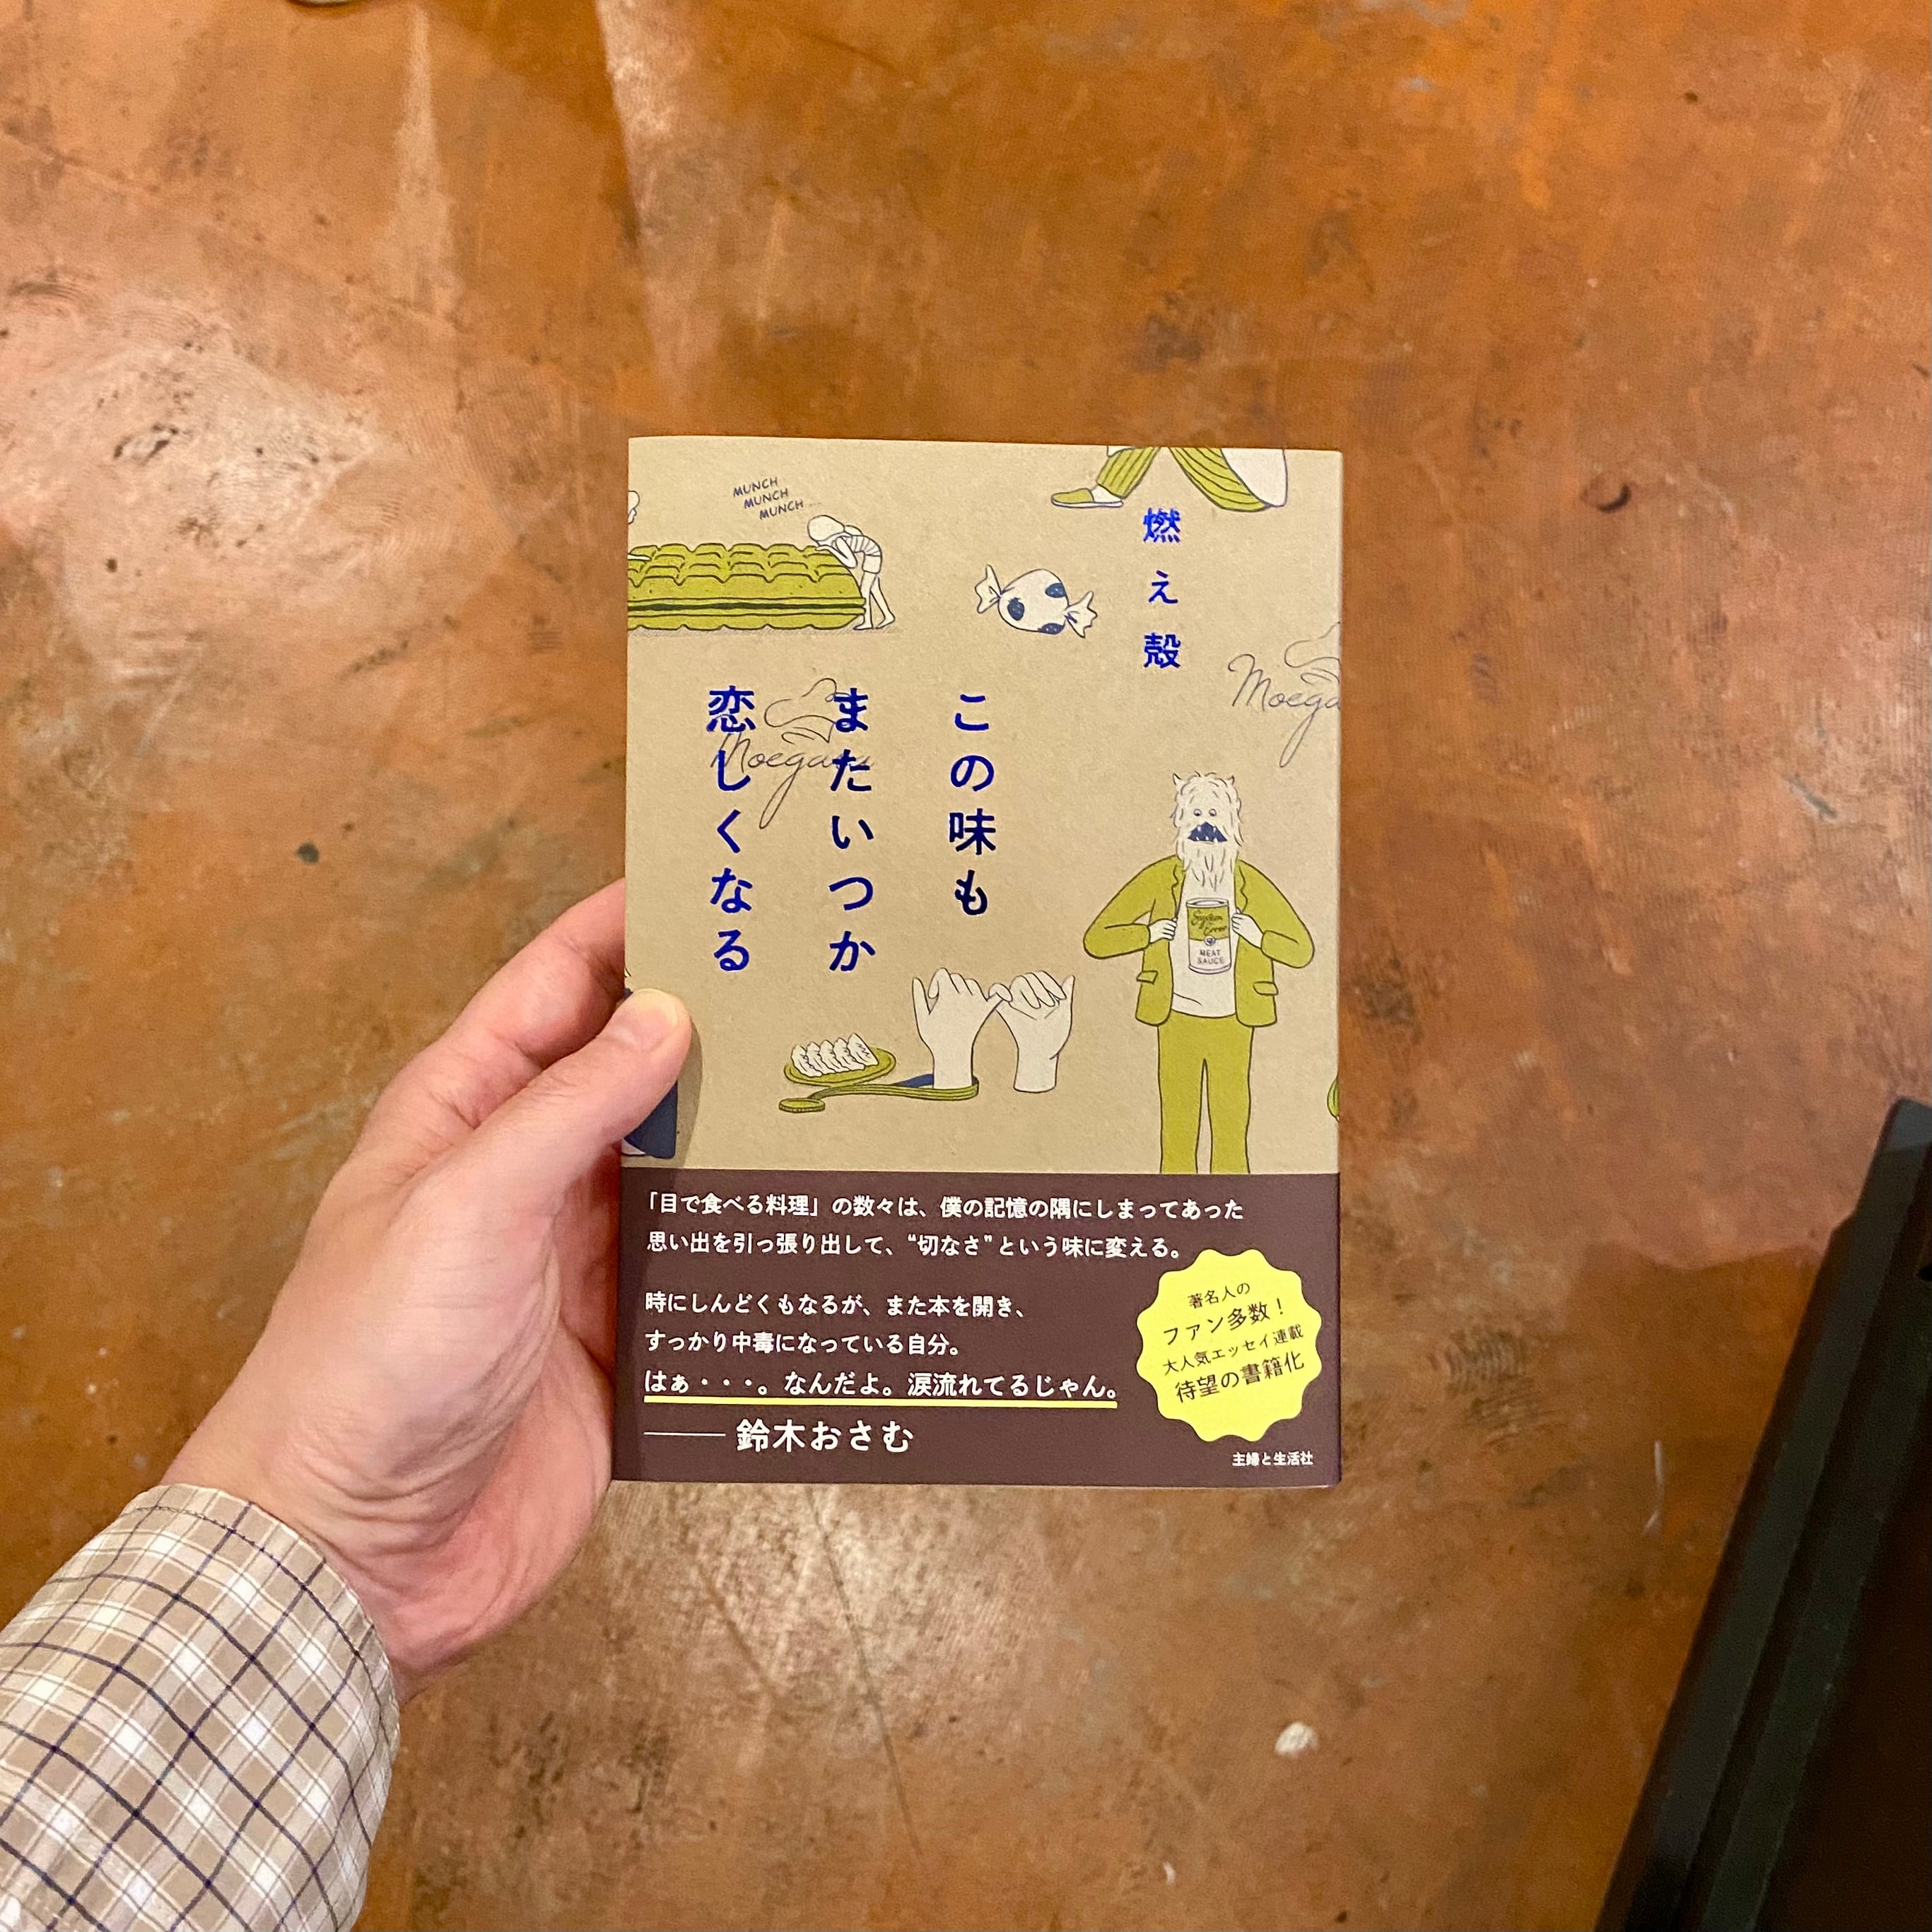 MUNCH
MUNCH
MUNCH
燃え殻
この味も
またいつか
恋しくなる
Moega
MEAT
SAUCE
「目で食べる料理」の数々は、僕の記憶の隅にしまってあった
思い出を引っ張り出して、“切なさ”という味に変える。
時にしんどくもなるが、また本を開き、
すっかり中毒になっている自分。
はぁ・・・。なんだよ。涙流れてるじゃん。
鈴木おさむ
著名人の
ファン多数！
大人気エッセイ連載
待望の書籍化
主婦と生活社